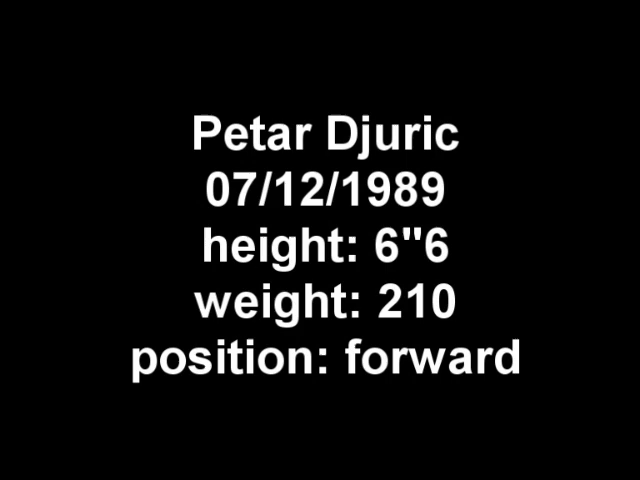 Petar Djuric
07/12/1989
height: 6"6
weight: 210
position: forward